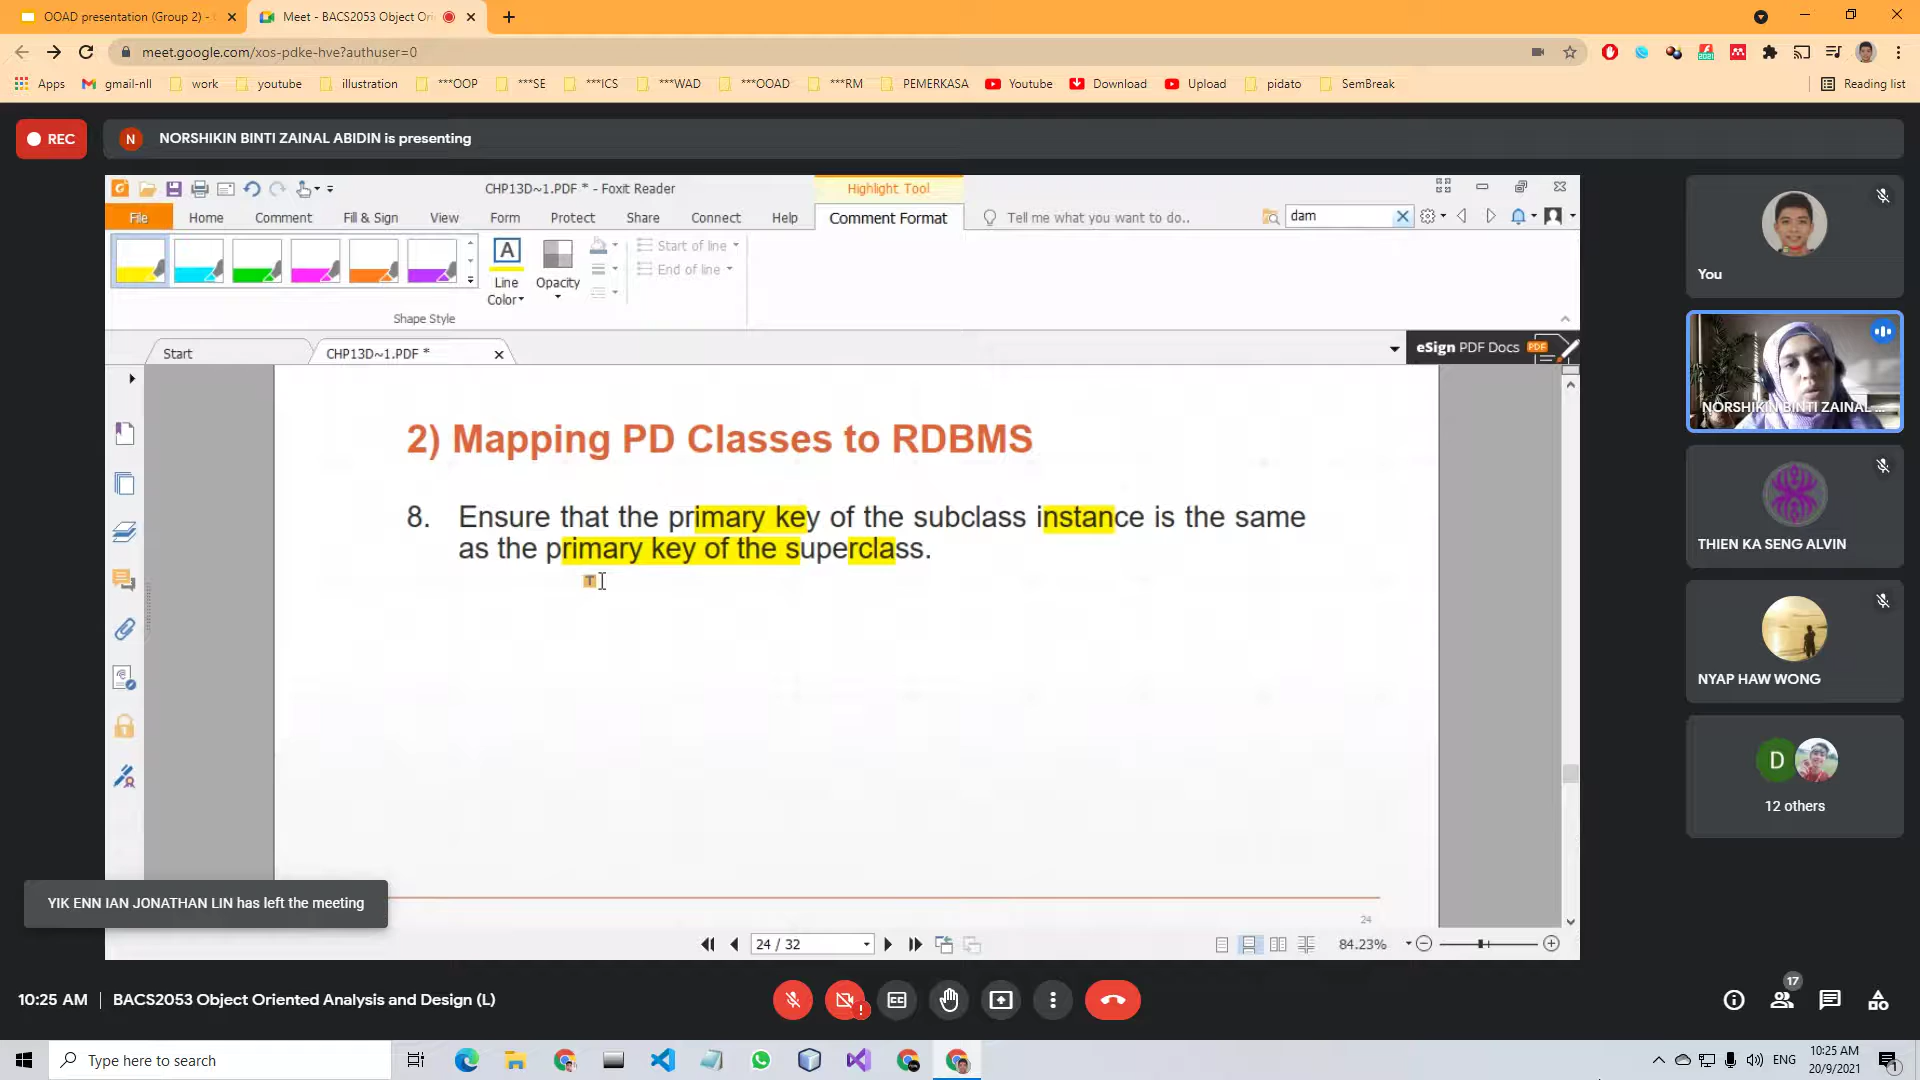 OOAD presentation (Group 2) -
Meet - BACS2053 Object Ori
meet.google.com/xos-pdke-hve?authuser=0
Apps
gmail-nll
work
youtube
illustration
***OOP
***SE
***ICS
***WAD
***OOAD
***RM
PEMERKASA
Youtube
Download
Upload
pidato
SemBreak
Reading list
REC
N
NORSHIKIN BINTI ZAINAL ABIDIN is presenting
CHP13D~1.PDF * - Foxit Reader
Highlight Tool
File
Home
Comment
Fill & Sign
View
Form
Protect
Share
Connect
Help
Comment Format
Tell me what you want to do..
dam
Line
Color
Opacity
Start of line
End of line
Shape Style
Start
CHP13D~1.PDF *
eSign PDF Docs
PDF
2) Mapping PD Classes to RDBMS
8. Ensure that the primary key of the subclass instance is the same
as the primary key of the superclass.
24
24 / 32
84.23%
You
NORSHIKIN BINTI ZAINAL ...
THIEN KA SENG ALVIN
NYAP HAW WONG
D
12 others
YIK ENN IAN JONATHAN LIN has left the meeting
10:25 AM
BACS2053 Object Oriented Analysis and Design (L)
17
Type here to search
ENG
10:25 AM
20/9/2021
1